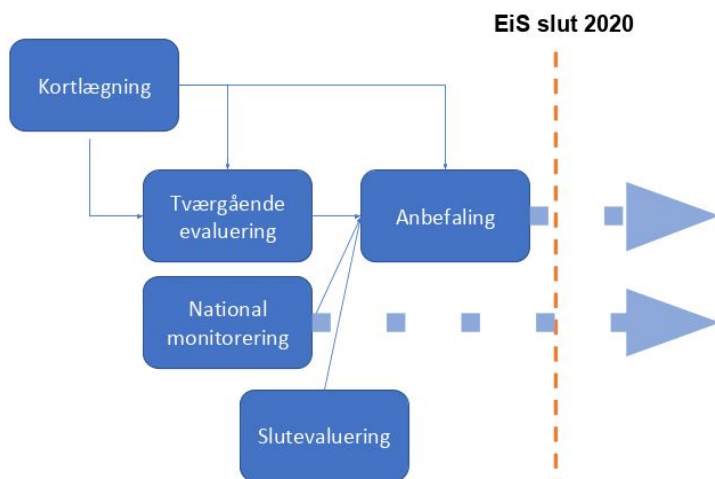 EiS slut 2020
Kortlægning
Tværgående
evaluering
Anbefaling
National
monitorering
Slutevaluering